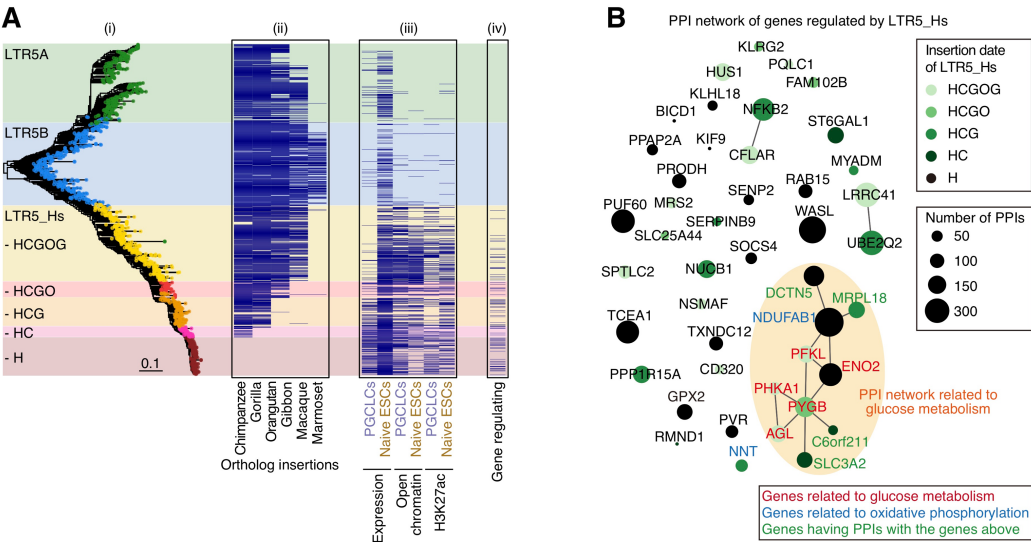 A
(i)
(ii)
(iii)
(iv)
LTR5A
LTR5B
LTR5_Hs
- HCGOG
- HCGO
- HCG
- HC
- H
0.1
Chimpanzee
Gorilla
Orangutan
Gibbon
Macaque
Marmoset
Ortholog insertions
PGCLCs
Naive ESCs
PGCLCs
Naive ESCs
PGCLCs
Naive ESCs
Expression
Open
chromatin
H3K27ac
Gene regulating
B
PPI network of genes regulated by LTR5_Hs
KLRG2
PQLC1
HUS1
FAM102B
KLHL18
NFKB2
BICD1
ST6GAL1
PPAP2A
KIF9
CFLAR
MYADM
PRODH
RAB15
SENP2
LRRC41
PUF60
MRS2
WASL
SERPINB9
SLC25A44
UBE2Q2
SOCS4
SPTLC2
NUCB1
DCTN5
MRPL18
NSMAF
NDUFAB1
TCEA1
TXNDC12
PFKL
ENO2
CD320
PPP1R15A
PHKA1
PPI network related to
glucose metabolism
GPX2
PYGB
PVR
AGL
RMND1
C6orf211
NNT
SLC3A2
Insertion date
of LTR5_Hs
HCGOG
HCGO
HCG
HC
H
Number of PPIs
50
100
150
300
Genes related to glucose metabolism
Genes related to oxidative phosphorylation
Genes having PPIs with the genes above